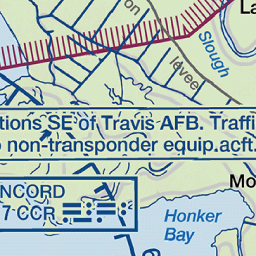 La
on
Slough
levee
tions SE of Travis AFB. Traffi
non-transponder equip.acft.
NCORD
7 CCR
Mo
Honker
Bay